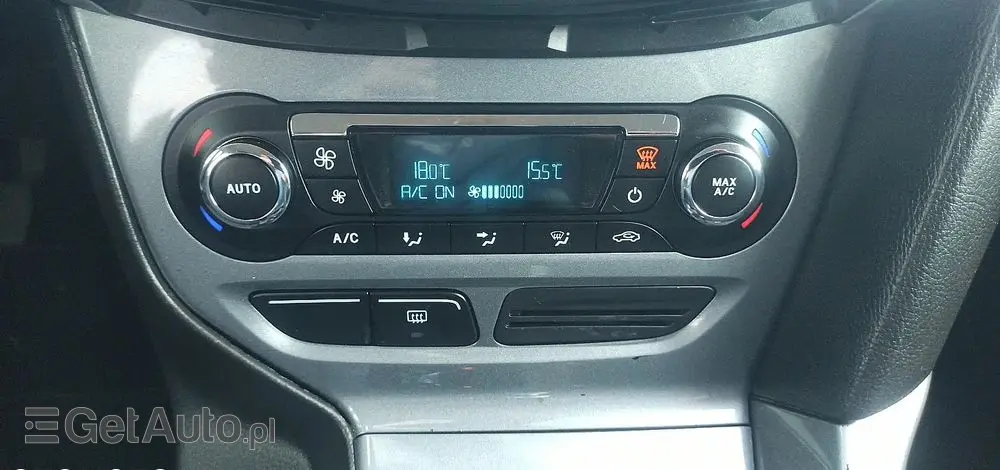 18.0°C 15.5°C
MAX
AUTO
A/C ON
MAX
A/C
A/C
GetAuto.pl